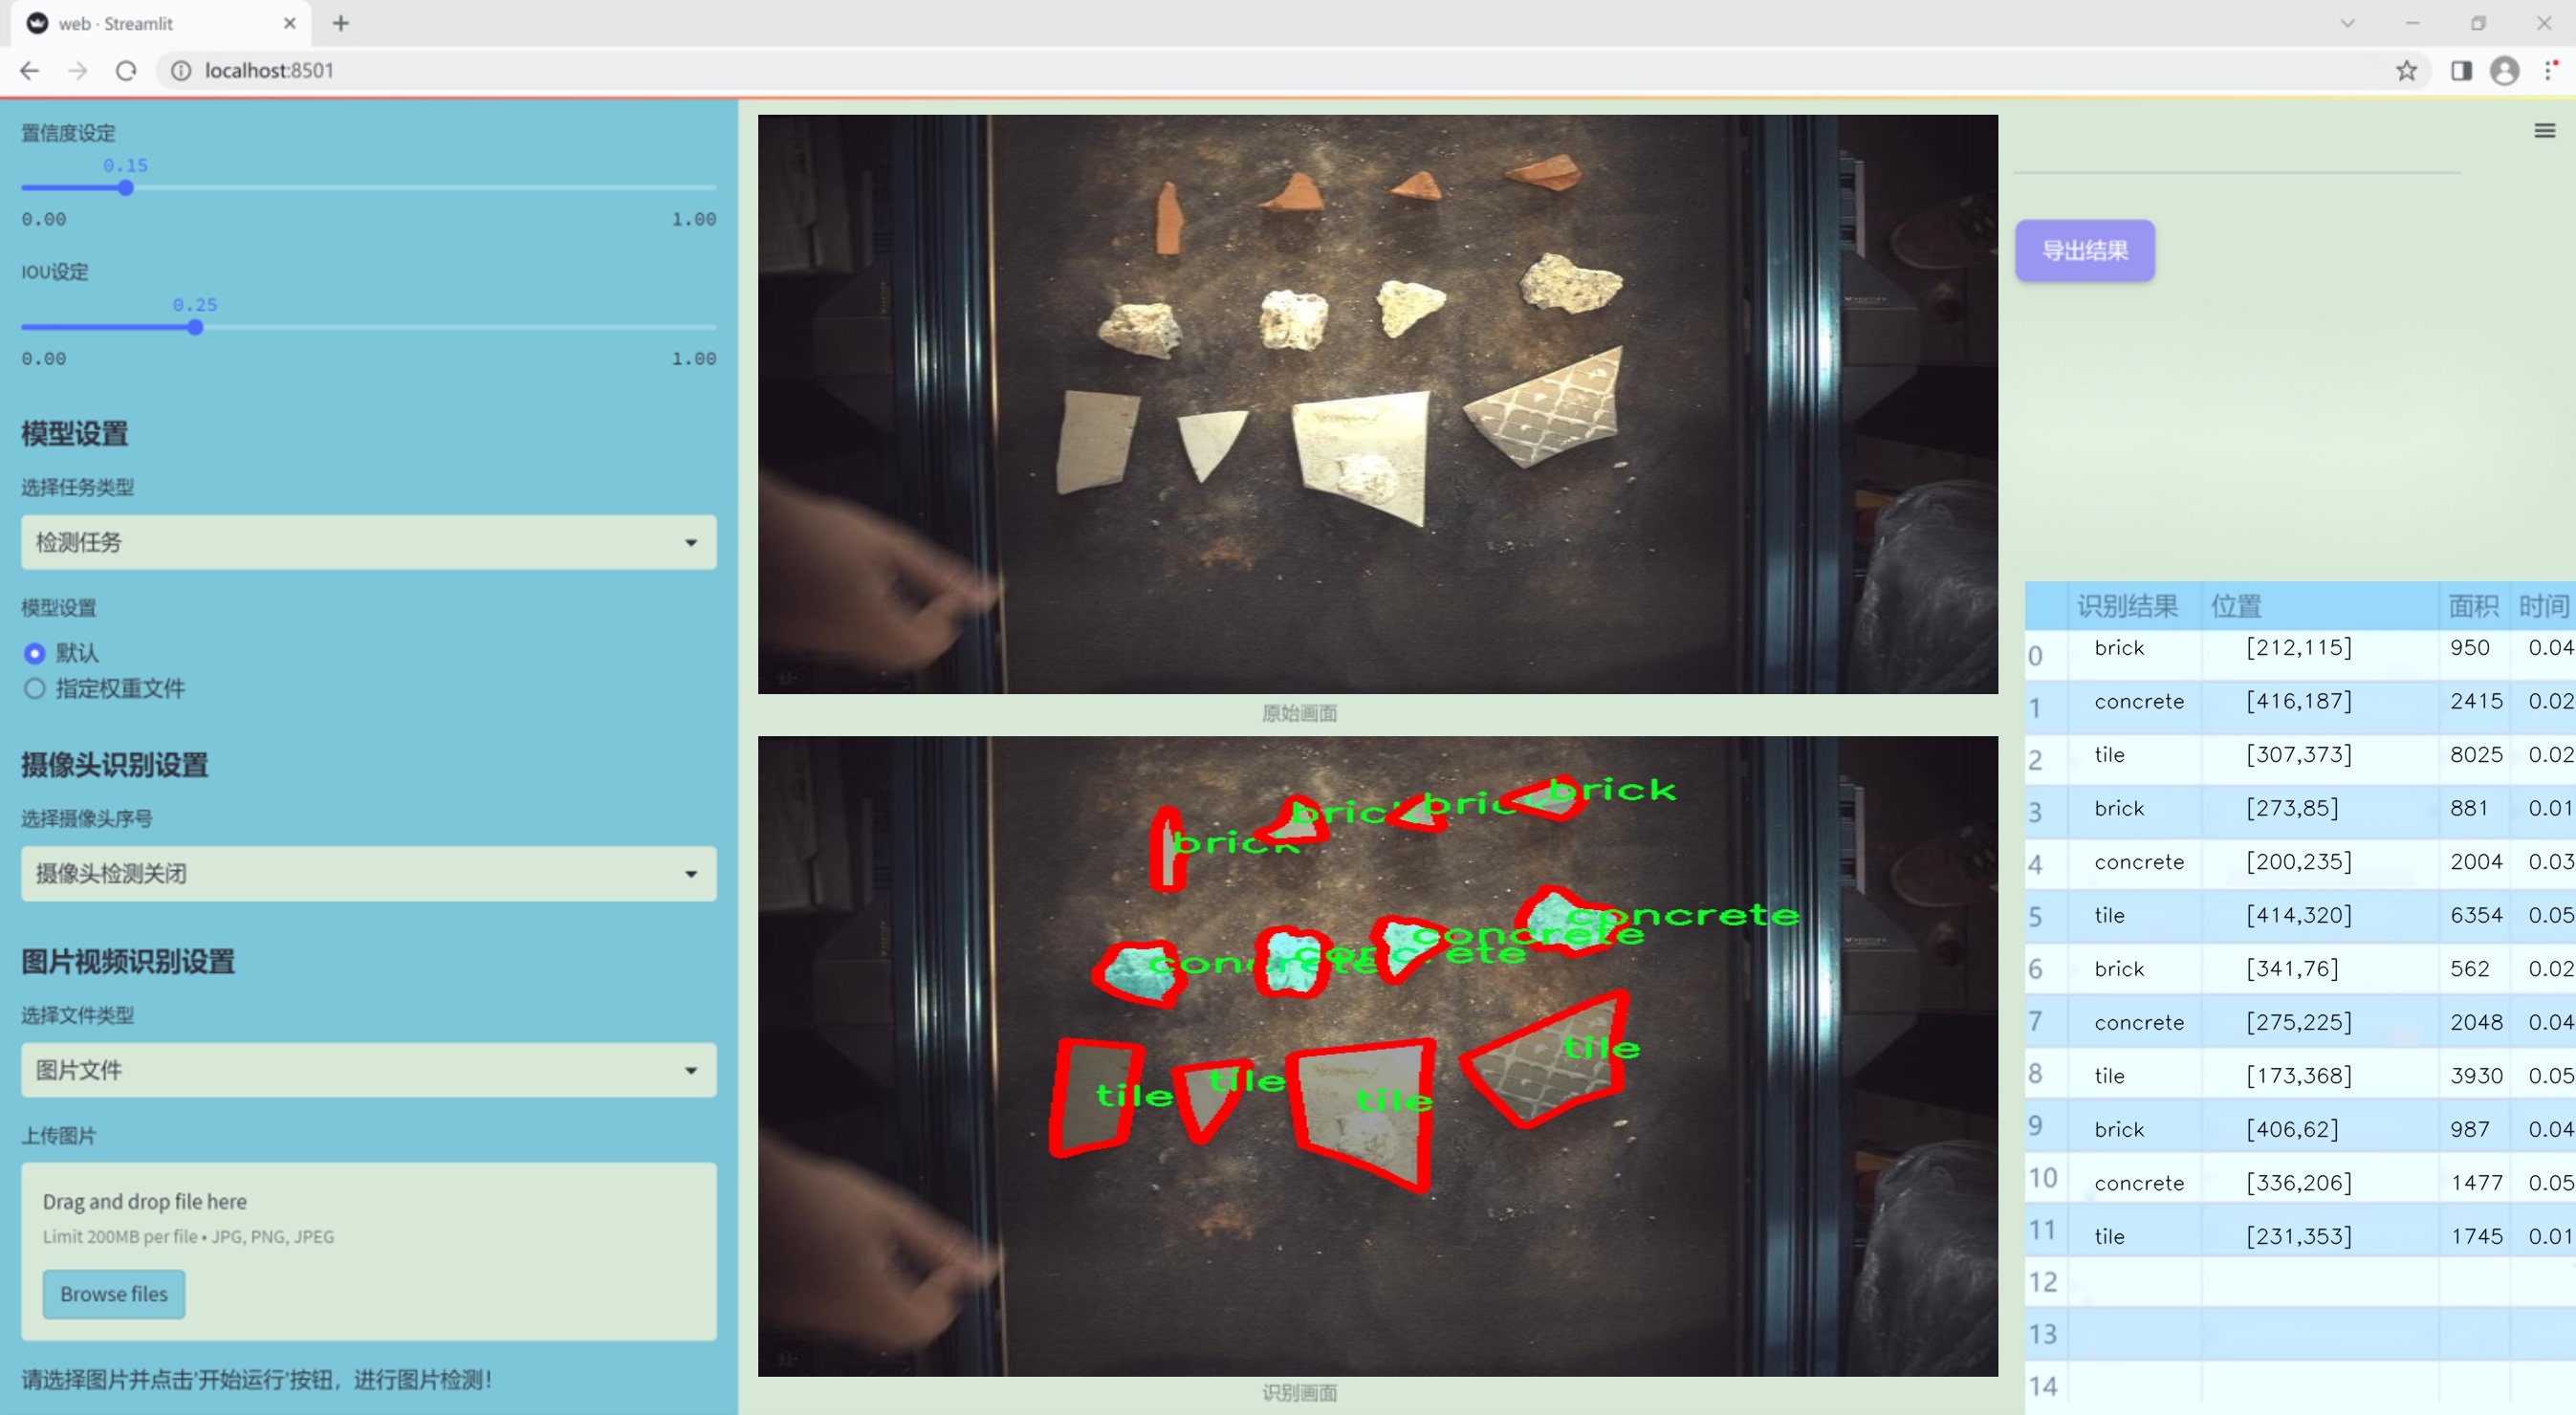 web · Streamlit
localhost:8501
置信度设定
0.15
0.00 1.00
IOU设定
0.25
0.00 1.00
模型设置
选择任务类型
检测任务
模型设置
默认
指定权重文件
摄像头识别设置
选择摄像头序号
摄像头检测关闭
图片视频识别设置
选择文件类型
图片文件
上传图片
Drag and drop file here
Limit 200MB per file • JPG, PNG, JPEG
Browse files
请选择图片并点击'开始运行'按钮，进行图片检测！
原始画面
brick
brick
brick
brick
concrete
concrete
concrete
concrete
tile
tile
tile
tile
识别画面
导出结果
识别结果 位置 面积 时间
0 brick [212,115] 950 0.04
1 concrete [416,187] 2415 0.02
2 tile [307,373] 8025 0.02
3 brick [273,85] 881 0.01
4 concrete [200,235] 2004 0.03
5 tile [414,320] 6354 0.05
6 brick [341,76] 562 0.02
7 concrete [275,225] 2048 0.04
8 tile [173,368] 3930 0.05
9 brick [406,62] 987 0.04
10 concrete [336,206] 1477 0.05
11 tile [231,353] 1745 0.01
12
13
14